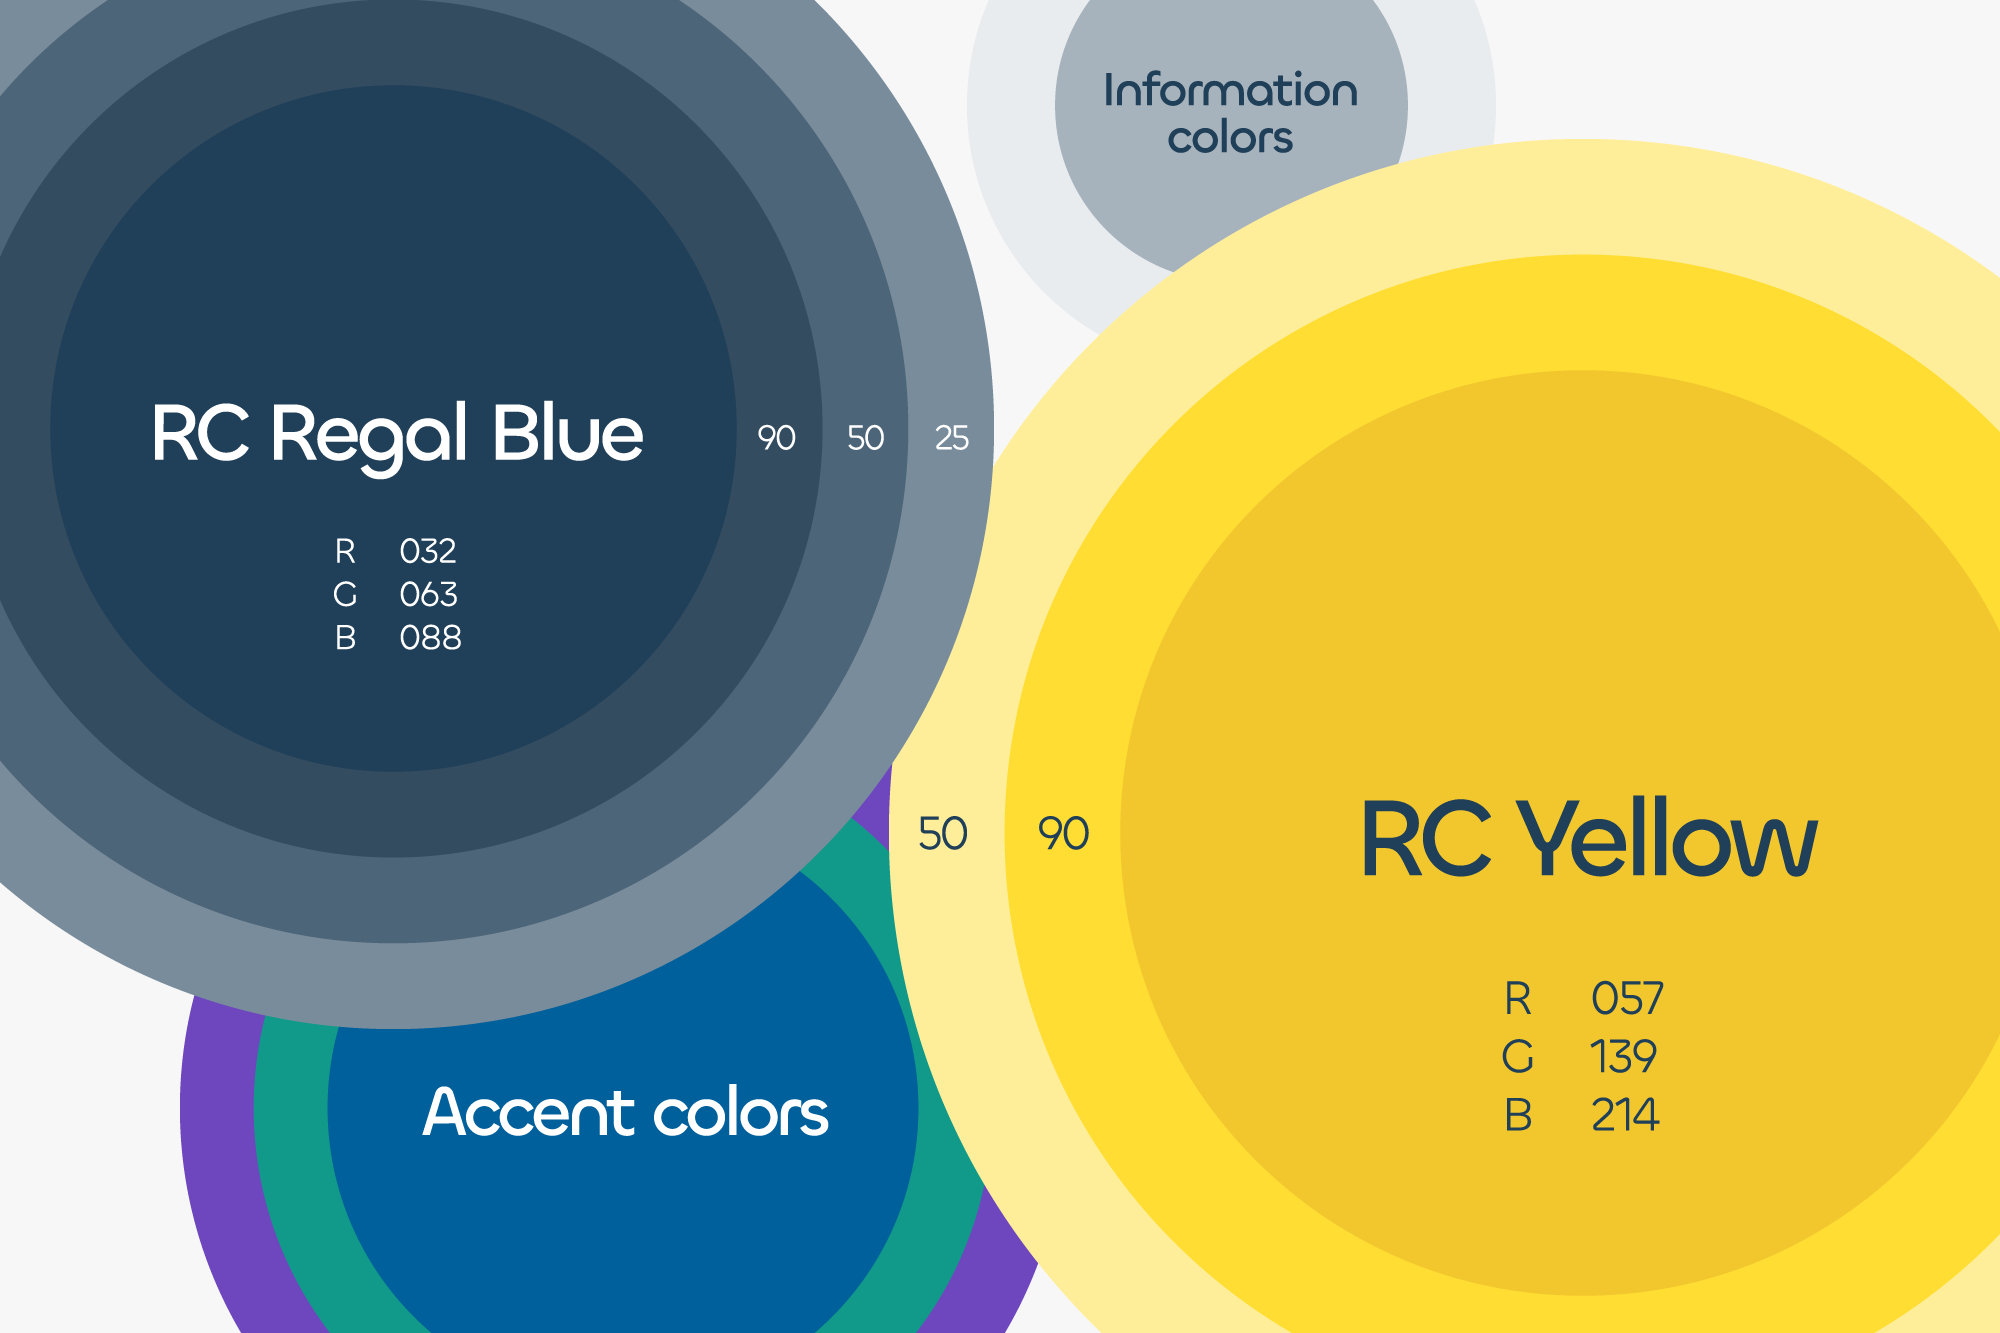 Information
colors
RC Regal Blue
90 50 25
R 032
G 063
B 088
50 90
RC Yellow
R 057
G 139
B 214
Accent colors